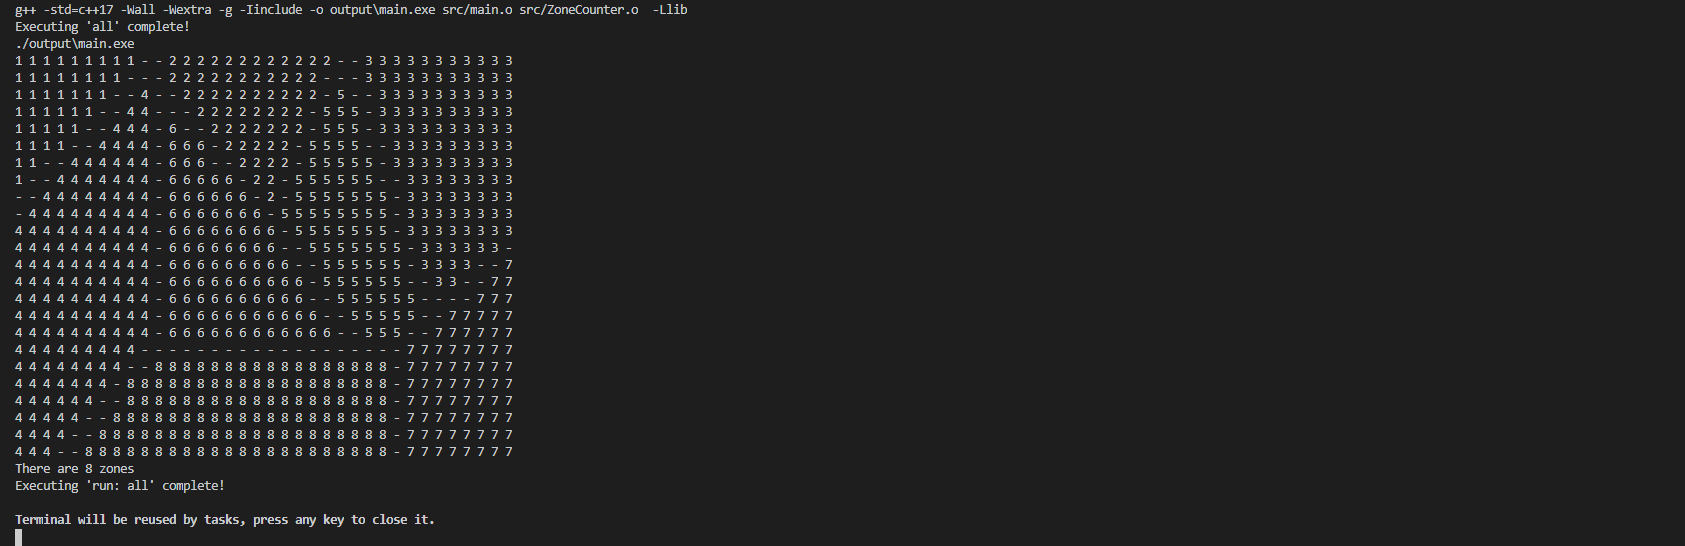 g++ -std=c++17 -Wall -Wextra -g -Iinclude -o output\main.exe src/main.o src/ZoneCounter.o  -Llib
Executing 'all' complete!
./output\main.exe
1 1 1 1 1 1 1 1 1 - - 2 2 2 2 2 2 2 2 2 2 2 2 - - 3 3 3 3 3 3 3 3 3 3 3
1 1 1 1 1 1 1 1 - - - 2 2 2 2 2 2 2 2 2 2 2 - - - 3 3 3 3 3 3 3 3 3 3 3
1 1 1 1 1 1 1 - - 4 - - 2 2 2 2 2 2 2 2 2 2 - 5 - - 3 3 3 3 3 3 3 3 3 3
1 1 1 1 1 1 - - 4 4 - - - 2 2 2 2 2 2 2 2 - 5 5 5 - 3 3 3 3 3 3 3 3 3 3
1 1 1 1 1 - - 4 4 4 - 6 - - 2 2 2 2 2 2 2 - 5 5 5 - 3 3 3 3 3 3 3 3 3 3
1 1 1 1 - - 4 4 4 4 - 6 6 6 - 2 2 2 2 2 - 5 5 5 5 - - 3 3 3 3 3 3 3 3 3
1 1 - - 4 4 4 4 4 4 - 6 6 6 - - 2 2 2 2 - 5 5 5 5 5 - 3 3 3 3 3 3 3 3 3
1 - - 4 4 4 4 4 4 4 - 6 6 6 6 6 - 2 2 - 5 5 5 5 5 5 - - 3 3 3 3 3 3 3 3
- - 4 4 4 4 4 4 4 4 - 6 6 6 6 6 6 - 2 - 5 5 5 5 5 5 5 - 3 3 3 3 3 3 3 3
- 4 4 4 4 4 4 4 4 4 - 6 6 6 6 6 6 6 - 5 5 5 5 5 5 5 5 - 3 3 3 3 3 3 3 3
4 4 4 4 4 4 4 4 4 4 - 6 6 6 6 6 6 6 6 - 5 5 5 5 5 5 5 - 3 3 3 3 3 3 3 3
4 4 4 4 4 4 4 4 4 4 - 6 6 6 6 6 6 6 6 - - 5 5 5 5 5 5 5 - 3 3 3 3 3 3 -
4 4 4 4 4 4 4 4 4 4 - 6 6 6 6 6 6 6 6 6 - - 5 5 5 5 5 5 - 3 3 3 3 - - 7
4 4 4 4 4 4 4 4 4 4 - 6 6 6 6 6 6 6 6 6 6 - 5 5 5 5 5 5 - - 3 3 - - 7 7
4 4 4 4 4 4 4 4 4 4 - 6 6 6 6 6 6 6 6 6 6 - - 5 5 5 5 5 5 - - - - 7 7 7
4 4 4 4 4 4 4 4 4 4 - 6 6 6 6 6 6 6 6 6 6 6 - - 5 5 5 5 5 - - 7 7 7 7 7
4 4 4 4 4 4 4 4 4 4 - 6 6 6 6 6 6 6 6 6 6 6 6 - - 5 5 5 - - 7 7 7 7 7 7
4 4 4 4 4 4 4 4 4 - - - - - - - - - - - - - - - - - - - 7 7 7 7 7 7 7 7
4 4 4 4 4 4 4 4 - - 8 8 8 8 8 8 8 8 8 8 8 8 8 8 8 8 8 - 7 7 7 7 7 7 7 7
4 4 4 4 4 4 4 - 8 8 8 8 8 8 8 8 8 8 8 8 8 8 8 8 8 8 8 - 7 7 7 7 7 7 7 7
4 4 4 4 4 4 - - 8 8 8 8 8 8 8 8 8 8 8 8 8 8 8 8 8 8 8 - 7 7 7 7 7 7 7 7
4 4 4 4 4 - - 8 8 8 8 8 8 8 8 8 8 8 8 8 8 8 8 8 8 8 8 - 7 7 7 7 7 7 7 7
4 4 4 4 - - 8 8 8 8 8 8 8 8 8 8 8 8 8 8 8 8 8 8 8 8 8 - 7 7 7 7 7 7 7 7
4 4 4 - - 8 8 8 8 8 8 8 8 8 8 8 8 8 8 8 8 8 8 8 8 8 8 - 7 7 7 7 7 7 7 7
There are 8 zones
Executing 'run: all' complete!
Terminal will be reused by tasks, press any key to close it.